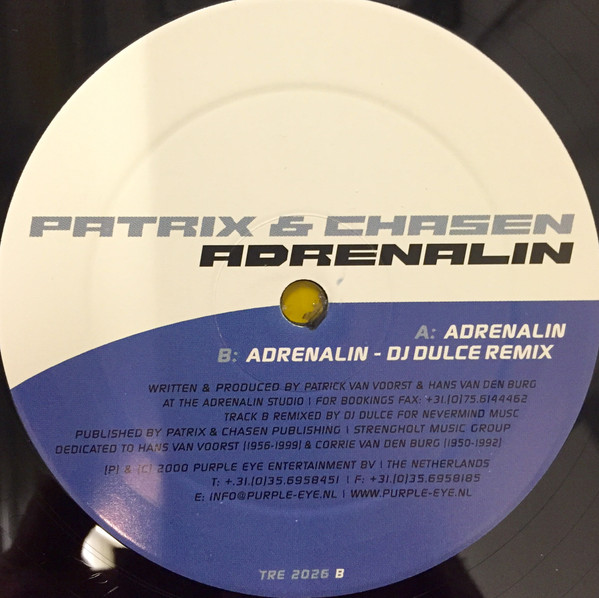 PATRIX & CHASEN
ADRENALIN
A: ADRENALIN
B: ADRENALIN - DJ DULCE REMIX
WRITTEN & PRODUCED BY PATRICK VAN VOORST & HANS VAN DEN BURG
AT THE ADRENALIN STUDIO \ FOR BOOKINGS FAX: +31.(0)75.6144462
TRACK B REMIXED BY DJ DULCE FOR NEVERMIND MUSC
PUBLISHED BY PATRIX & CHASEN PUBLISHING \ STRENGHOLT MUSIC GROUP
DEDICATED TO HANS VAN VOORST (1956-1999) & CORRIE VAN DEN BURG (1950-1992)
(P) & (C) 2000 PURPLE EYE ENTERTAINMENT BV \ THE NETHERLANDS
T: +.31.(0)35.6958451 \ F: +31.(0)35.6958185
E: INFO@PURPLE-EYE.NL \ WWW.PURPLE-EYE.NL
TRE 2026 B